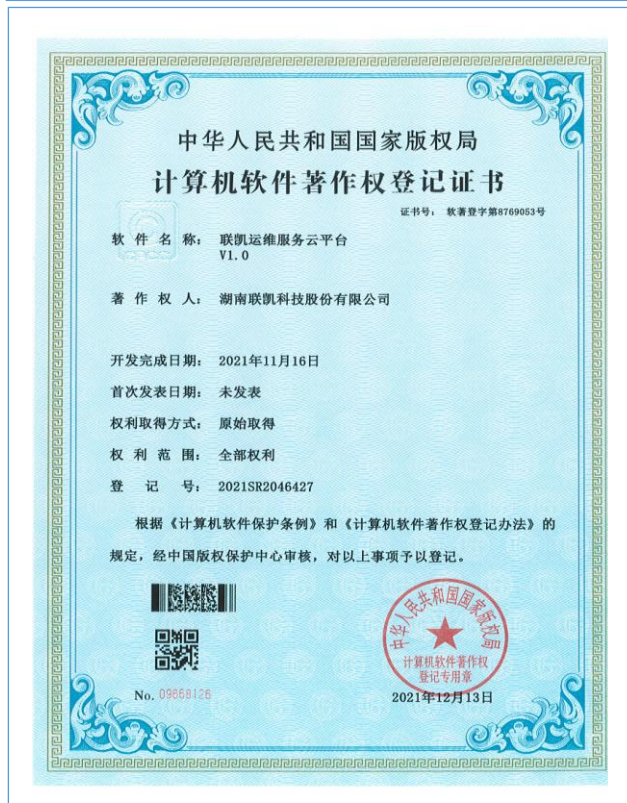 中华人民共和国国家版权局
计算机软件著作权登记证书
证书号： 软著登字第8769053号
软件名称： 联凯运维服务云平台
V1.0
著作权人： 湖南联凯科技股份有限公司
开发完成日期： 2021年11月16日
首次发表日期： 未发表
权利取得方式： 原始取得
权利范围： 全部权利
登记号： 2021SR2046427
根据《计算机软件保护条例》和《计算机软件著作权登记办法》的
规定，经中国版权保护中心审核，对以上事项予以登记。
中华人民共和国国家版权局
计算机软件著作权
登记专用章
No. 09668126
2021年12月13日